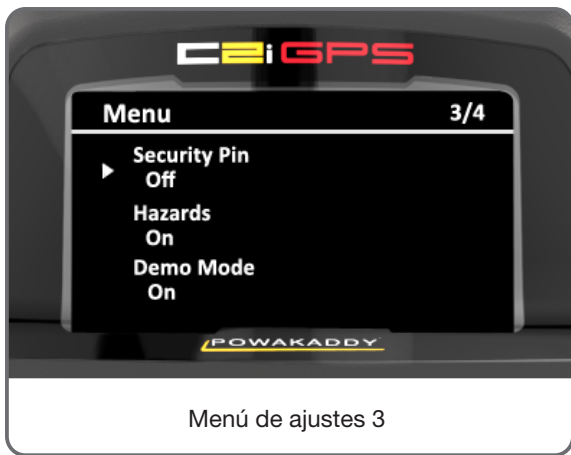 C2i GPS
Menu 3/4
Security Pin
Off
Hazards
On
Demo Mode
On
POWAKADDY
Menú de ajustes 3